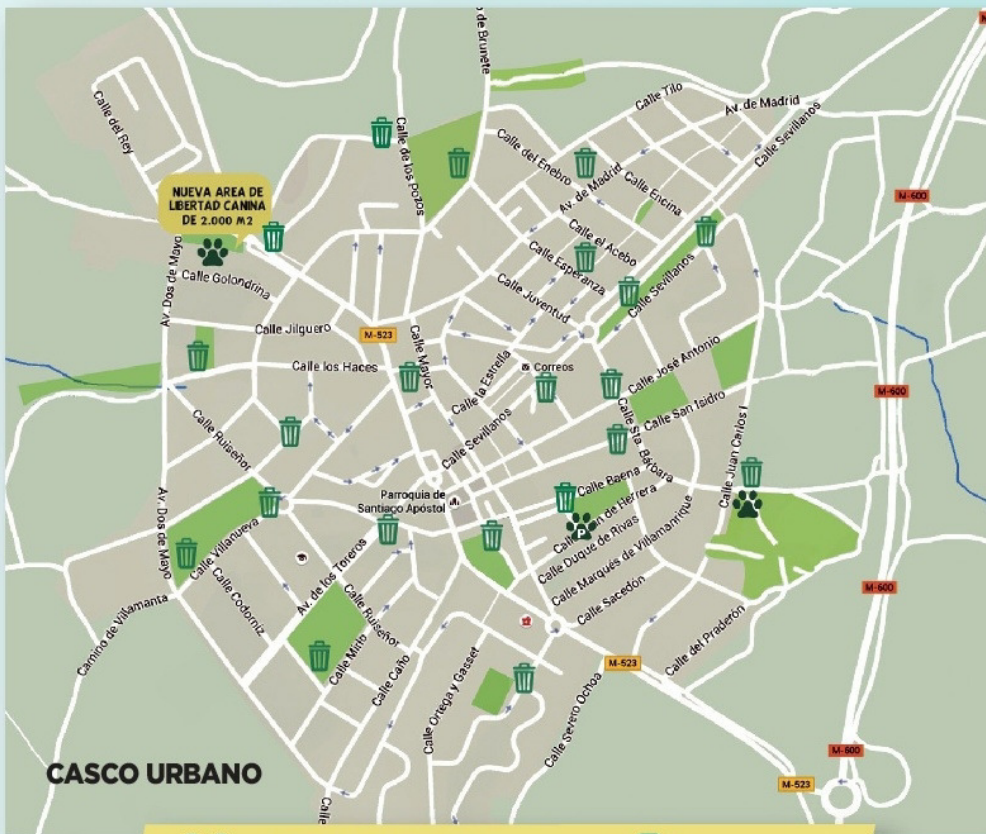 de Brunete
Calle Tilo
Av. de Madrid
Calle Sevillanos
Calle del Rey
Calle de los Pozos
Calle del Enebro
Av. de Madrid
Calle Encina
NUEVA AREA DE
LIBERTAD CANINA
DE 2.000 M2
M-600
Calle el Acebo
Calle Esperanza
Calle Sevillanos
Av. Dos de Mayo
Calle Golondrina
Calle Juventud
Calle Jilguero
M-523
Calle Mayor
Calle José Antonio
Calle los Haces
Calle la Estrella
Correos
M-600
Calle San Isidro
Calle Ruiseñor
Calle Sevillanos
Calle Sta. Bárbara
Calle Juan Carlos I
Parroquia de
Santiago Apóstol
Calle Baena
de Herrera
P
Calle Duque de Rivas
Calle Marqués de Villamanrique
Av. Dos de Mayo
Calle Villanueva
Av. de los Toreros
Calle Codorniz
Calle Ruiseñor
Calle Sacedón
M-600
Camino de Villamanta
Calle Mirlo
Calle Caño
Calle del Praderón
M-523
Calle Ortega y Gasset
Calle Severo Ochoa
M-600
CASCO URBANO
M-523
Calle